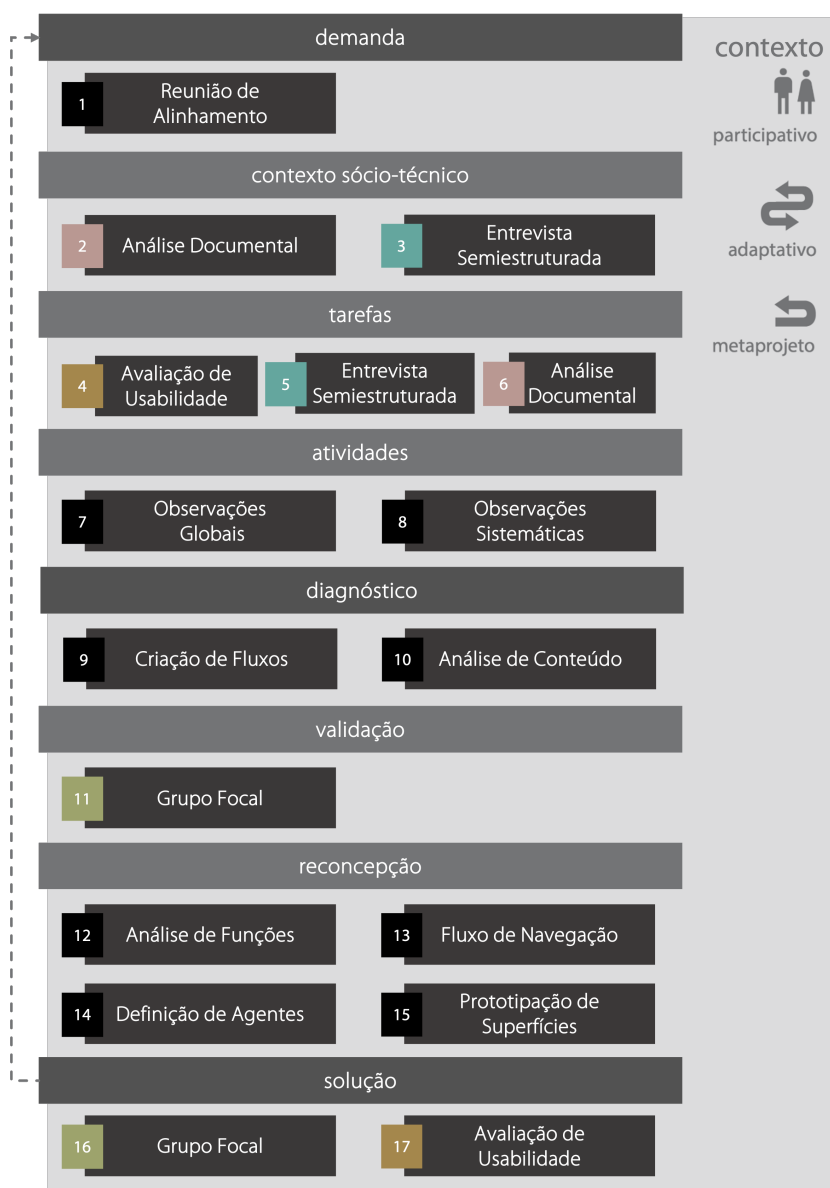 demanda
contexto
1
Reunião de
Alinhamento
participativo
contexto sócio-técnico
2
Análise Documental
3
Entrevista
Semiestruturada
adaptativo
tarefas
metaprojeto
4
Avaliação de
Usabilidade
5
Entrevista
Semiestruturada
6
Análise
Documental
atividades
7
Observações
Globais
8
Observações
Sistemáticas
diagnóstico
9
Criação de Fluxos
10
Análise de Conteúdo
validação
11
Grupo Focal
reconcepção
12
Análise de Funções
13
Fluxo de Navegação
14
Definição de Agentes
15
Prototipação de
Superfícies
solução
16
Grupo Focal
17
Avaliação de
Usabilidade